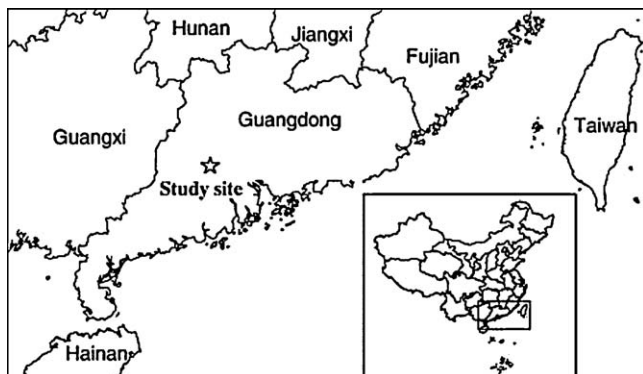 Hunan
Jiangxi
Fujian
Guangxi
Guangdong
Taiwan
Study site
Hainan